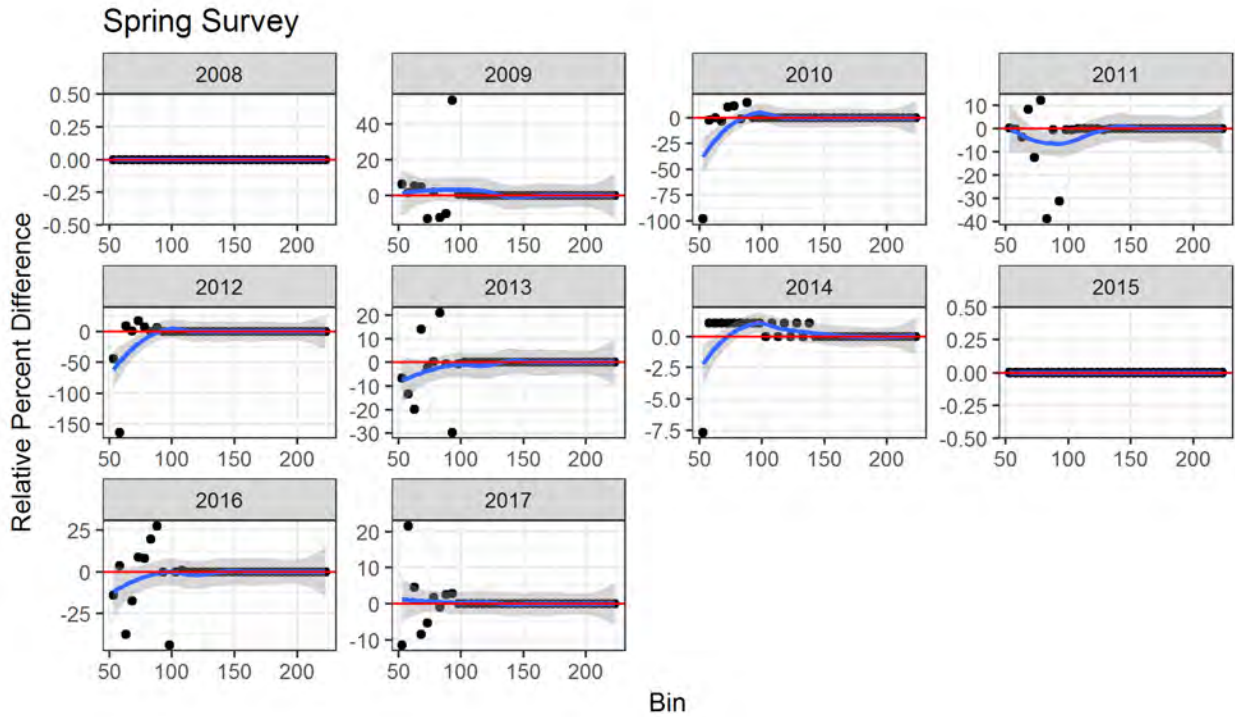 Spring Survey
2008 2009 2010 2011
0.50 0.25 0.00 -0.25 -0.50
40 20 0
0 -25 -50 -75 -100
10 0 -10 -20 -30 -40
50 100 150 200 50 100 150 200 50 100 150 200 50 100 150 200
2012 2013 2014 2015
0 -50 -100 -150
20 10 0 -10 -20 -30
0.0 -2.5 -5.0 -7.5
0.50 0.25 0.00 -0.25 -0.50
50 100 150 200 50 100 150 200
2016 2017
25 0 -25
20 10 0 -10
50 100 150 200 50 100 150 200 50 100 150 200 50 100 150 200
Relative Percent Difference
Bin